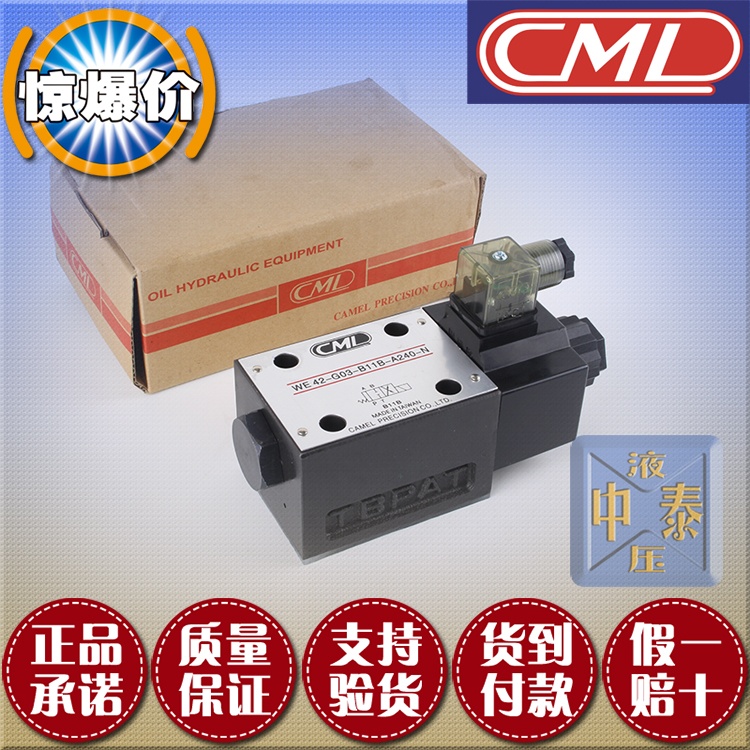 惊爆价
CML
OIL HYDRAULIC EQUIPMENT
CML
CAMEL PRECISION CO.,
CML
WE 42-G03-B11B-A240-N
A B
P T
B11B
MADE IN TAIWAN
CAMEL PRECISION CO.,LTD.
TBPAT
液
中 泰
压
正品
承诺
质量
保证
支持
验货
货到
付款
假一
赔十